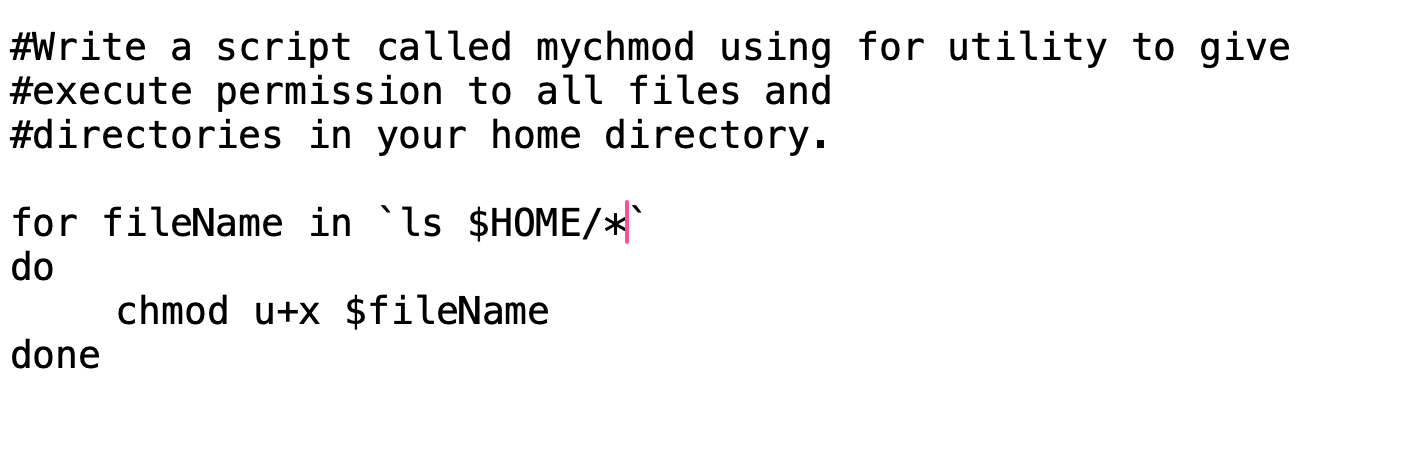 #Write a script called mychmod using for utility to give
#execute permission to all files and
#directories in your home directory.
for fileName in `ls $HOME/*`
do
chmod u+x $fileName
done